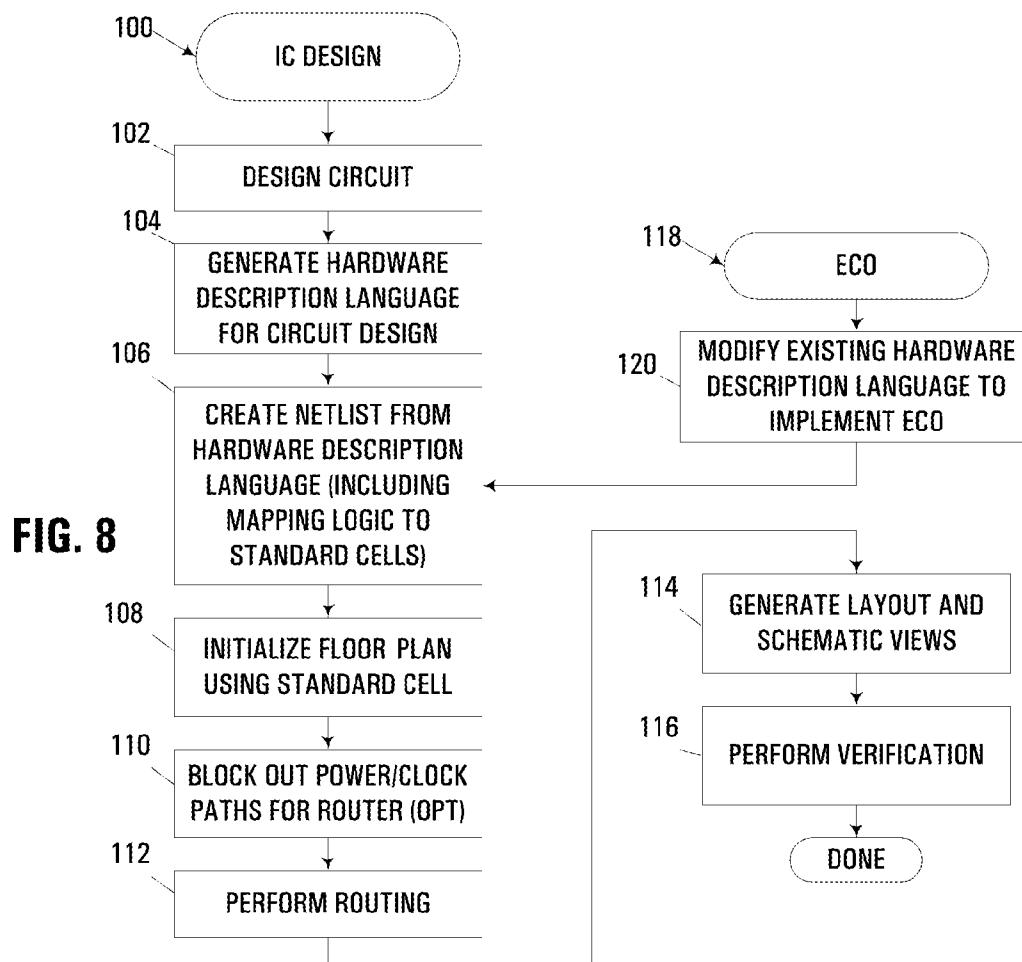 100
IC DESIGN
102
DESIGN CIRCUIT
104
GENERATE HARDWARE
DESCRIPTION LANGUAGE
FOR CIRCUIT DESIGN
106
CREATE NETLIST FROM
HARDWARE DESCRIPTION
LANGUAGE (INCLUDING
MAPPING LOGIC TO
STANDARD CELLS)
FIG. 8
108
INITIALIZE FLOOR PLAN
USING STANDARD CELL
110
BLOCK OUT POWER/CLOCK
PATHS FOR ROUTER (OPT)
112
PERFORM ROUTING
118
ECO
120
MODIFY EXISTING HARDWARE
DESCRIPTION LANGUAGE TO
IMPLEMENT ECO
114
GENERATE LAYOUT AND
SCHEMATIC VIEWS
116
PERFORM VERIFICATION
DONE